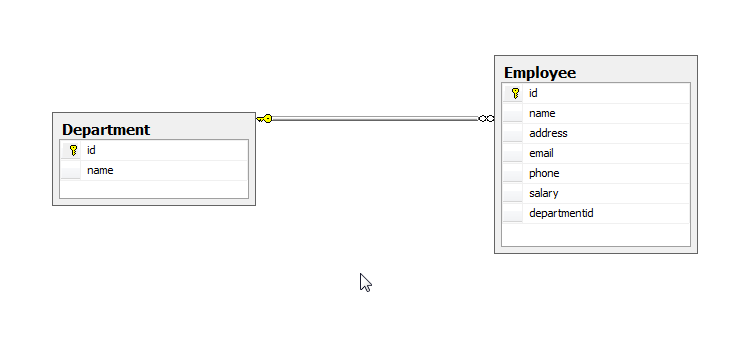 Department
id
name
Employee
id
name
address
email
phone
salary
departmentid